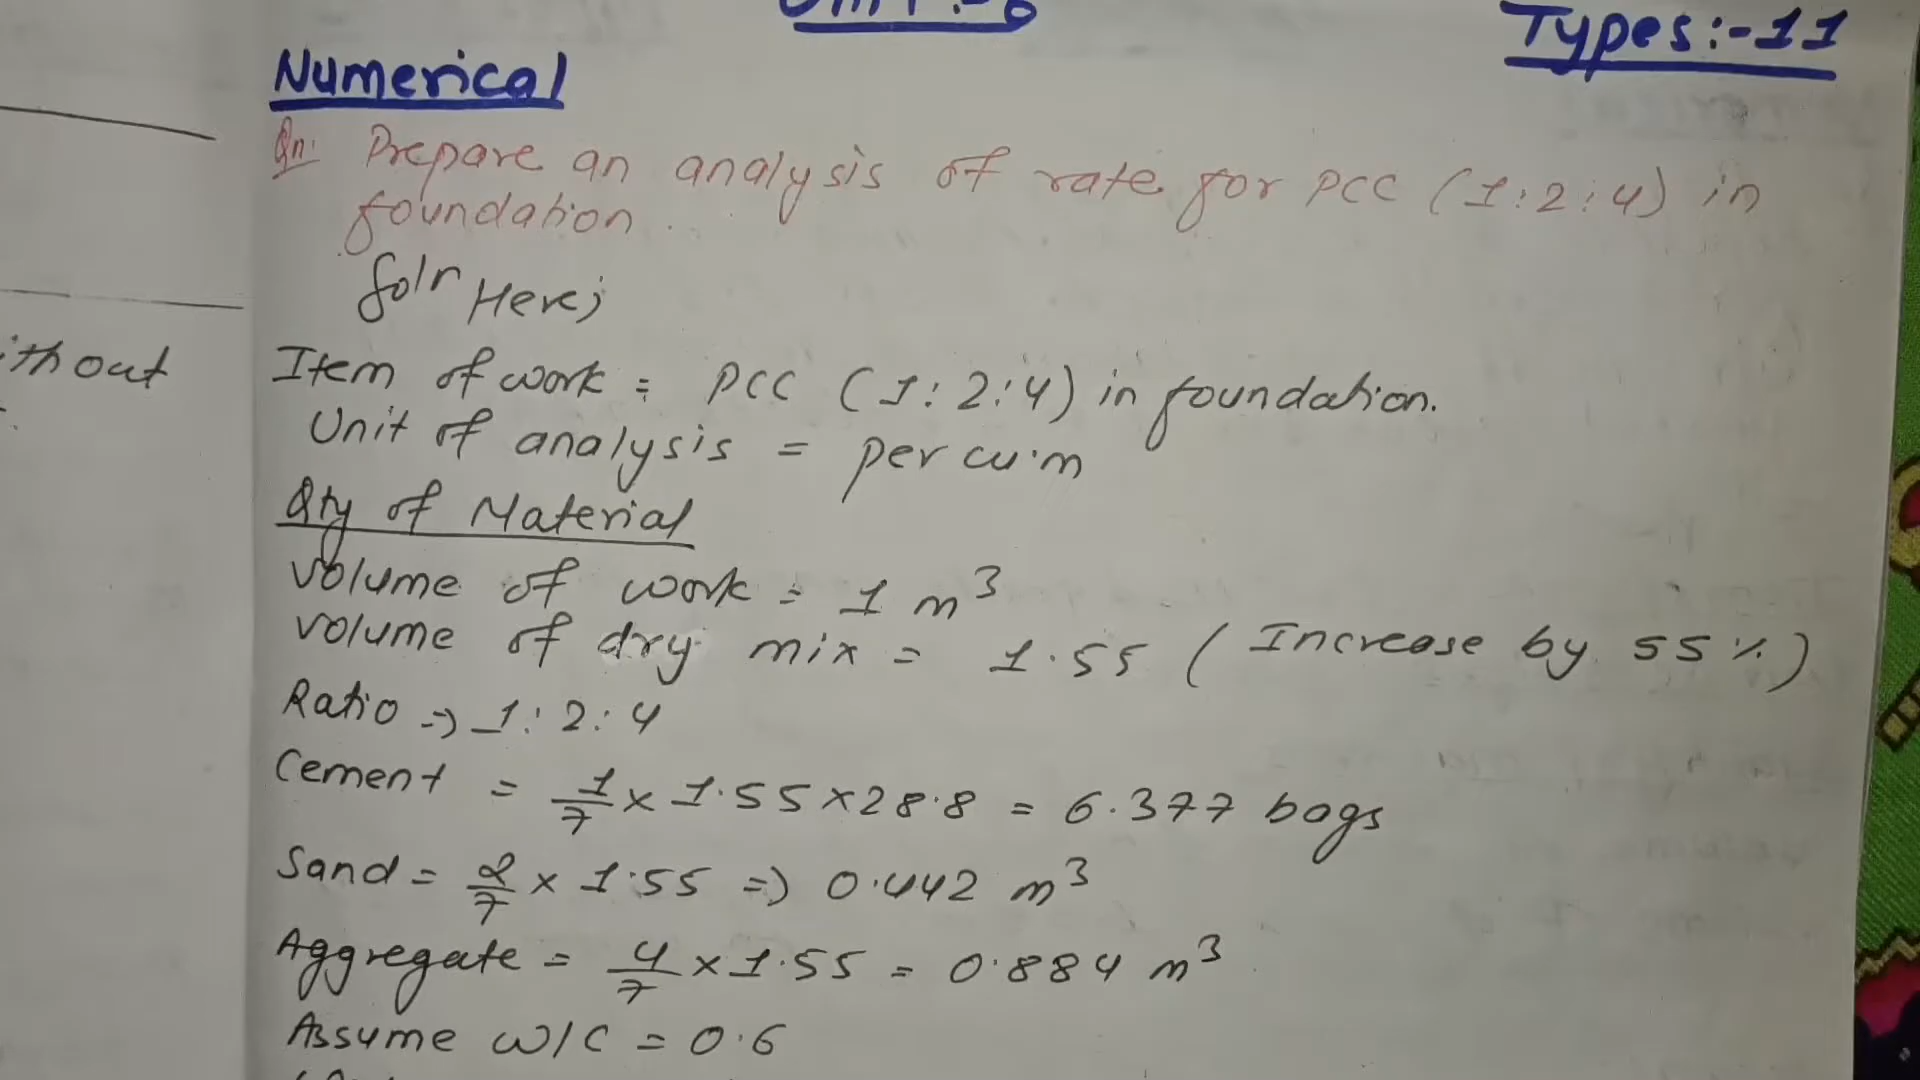 Types:-11
Numerical
Qn: Prepare an analysis of rate for PCC (1:2:4) in
foundation.
Soln Here;
Item of work = PCC (1:2:4) in foundation.
Unit of analysis = per cu.m
Qty of Material
Volume of work = 1 m³
Volume of dry mix = 1.55 (Increase by 55%)
Ratio => 1:2:4
Cement = 1/7 x 1.55 x 28.8 = 6.377 bags
Sand = 2/7 x 1.55 => 0.442 m³
Aggregate = 4/7 x 1.55 = 0.884 m³
Assume W/C = 0.6
ithout